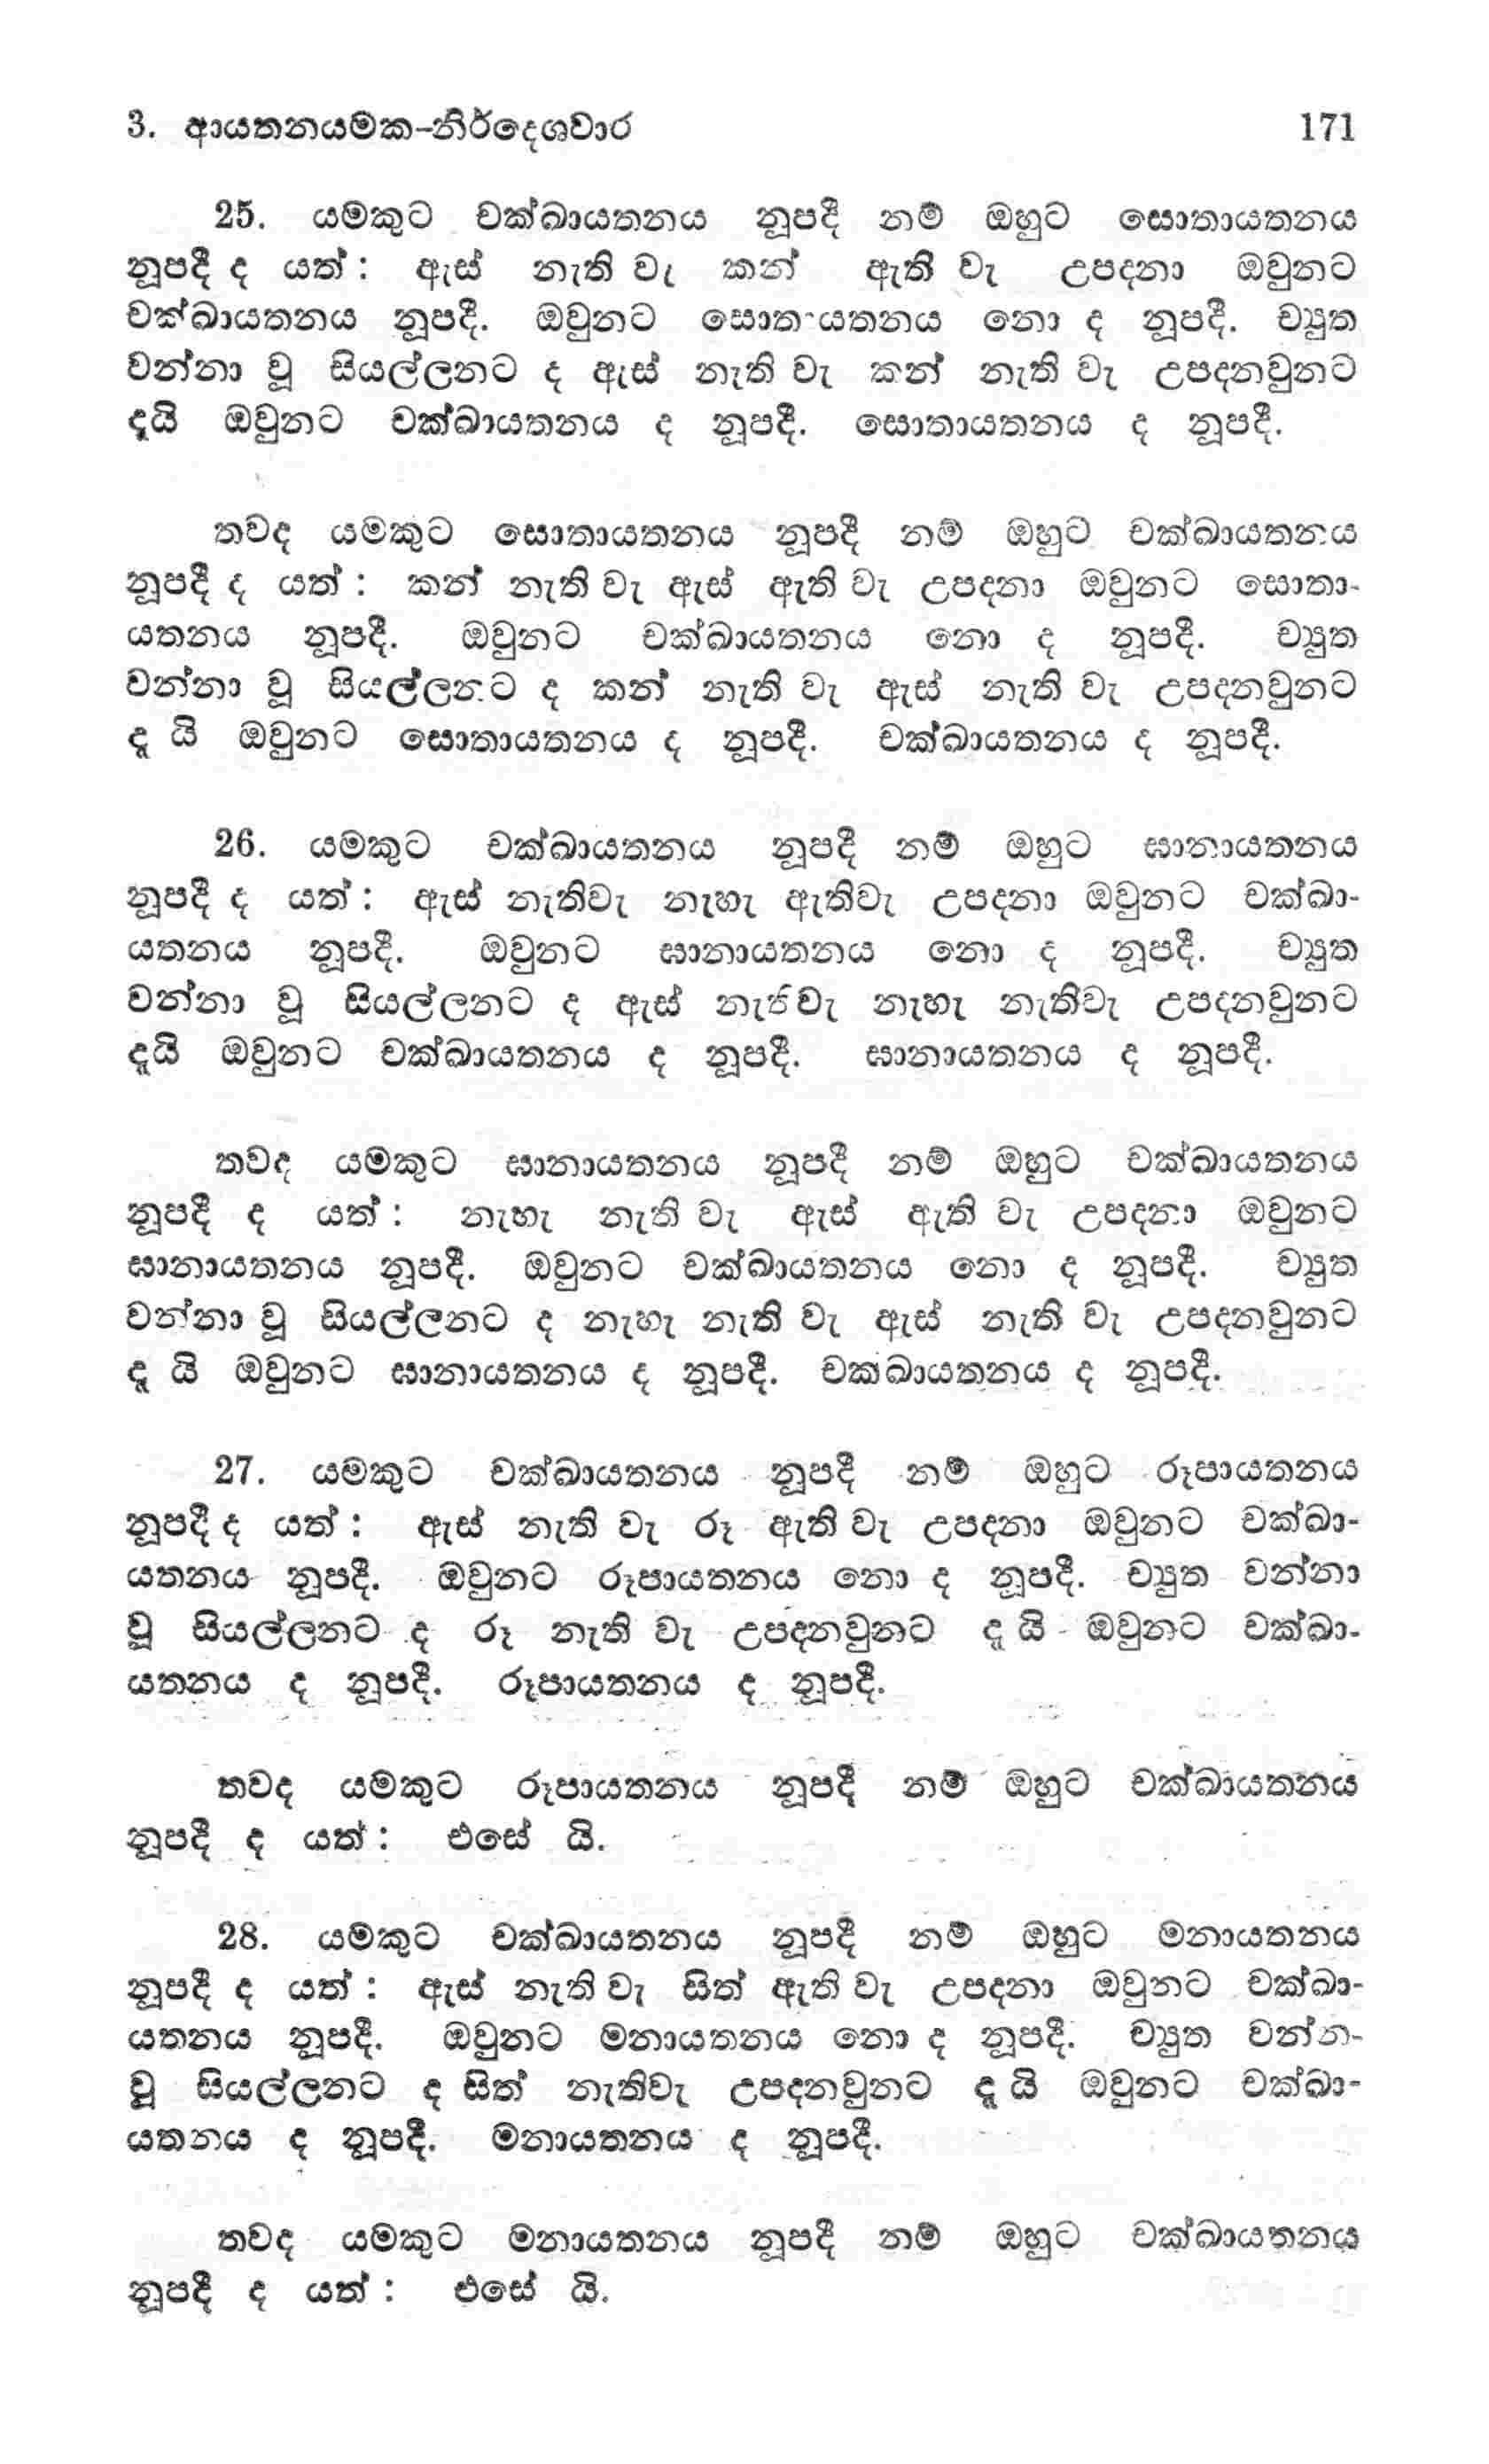 3. ආයතනයමක-නිර්දෙශවාර 171
25. යමකුට චක්ඛායතනය නූපදී නම් ඔහුට සොතායතනය
නූපදී ද යත් : ඇස් නැති වැ කන් ඇති වැ උපදනා ඔවුනට
චක්ඛායතනය නූපදී. ඔවුනට සොතායතනය නො ද නූපදී. ච්‍යුත
වන්නා වූ සියල්ලනට ද ඇස් නැති වැ කන් නැති වැ උපදනවුනට
දැයි ඔවුනට චක්ඛායතනය ද නූපදී. සොතායතනය ද නූපදී.
තවද යමකුට සොතායතනය නූපදී නම් ඔහුට චක්ඛායතනය
නූපදී ද යත් : කන් නැති වැ ඇස් ඇති වැ උපදනා ඔවුනට සොතා-
යතනය නූපදී. ඔවුනට චක්ඛායතනය නො ද නූපදී. ච්‍යුත
වන්නා වූ සියල්ලනට ද කන් නැති වැ ඇස් නැති වැ උපදනවුනට
දැ යි ඔවුනට සොතායතනය ද නූපදී. චක්ඛායතනය ද නූපදී.
26. යමකුට චක්ඛායතනය නූපදී නම් ඔහුට ඝානායතනය
නූපදී ද යත් : ඇස් නැතිවැ නැහැ ඇතිවැ උපදනා ඔවුනට චක්ඛා-
යතනය නූපදී. ඔවුනට ඝානායතනය නො ද නූපදී. ච්‍යුත
වන්නා වූ සියල්ලනට ද ඇස් නැතිවැ නැහැ නැතිවැ උපදනවුනට
දැයි ඔවුනට චක්ඛායතනය ද නූපදී. ඝානායතනය ද නූපදී.
තවද යමකුට ඝානායතනය නූපදී නම් ඔහුට චක්ඛායතනය
නූපදී ද යත් : නැහැ නැති වැ ඇස් ඇති වැ උපදනා ඔවුනට
ඝානායතනය නූපදී. ඔවුනට චක්ඛායතනය නො ද නූපදී. ච්‍යුත
වන්නා වූ සියල්ලනට ද නැහැ නැති වැ ඇස් නැති වැ උපදනවුනට
දැ යි ඔවුනට ඝානායතනය ද නූපදී. චක්ඛායතනය ද නූපදී.
27. යමකුට චක්ඛායතනය නූපදී නම් ඔහුට රූපායතනය
නූපදී ද යත් : ඇස් නැති වැ රූ ඇති වැ උපදනා ඔවුනට චක්ඛා-
යතනය නූපදී. ඔවුනට රූපායතනය නො ද නූපදී. ච්‍යුත වන්නා
වූ සියල්ලනට ද රූ නැති වැ උපදනවුනට දැ යි ඔවුනට චක්ඛා-
යතනය ද නූපදී. රූපායතනය ද නූපදී.
තවද යම්කුට රූපායතනය නූපදී නම් ඔහුට චක්ඛායතනය
නූපදී ද යත් : එසේ යි.
28. යමකුට චක්ඛායතනය නූපදී නම් ඔහුට මනායතනය
නූපදී ද යත් : ඇස් නැති වැ සිත් ඇති වැ උපදනා ඔවුනට චක්ඛා-
යතනය නූපදී. ඔවුනට මනායතනය නො ද නූපදී. ච්‍යුත වන්නා
වූ සියල්ලනට ද සිත් නැතිවැ උපදනවුනට දැ යි ඔවුනට චක්ඛා-
යතනය ද නූපදී. මනායතනය ද නූපදී.
තවද යමකුට මනායතනය නූපදී නම් ඔහුට චක්ඛායතනය
නූපදී ද යත් : එසේ යි.